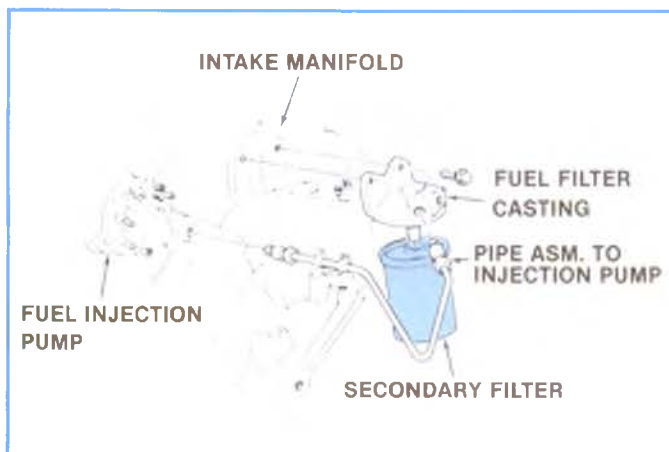 INTAKE MANIFOLD
FUEL FILTER
CASTING
PIPE ASM. TO
INJECTION PUMP
FUEL INJECTION
PUMP
SECONDARY FILTER